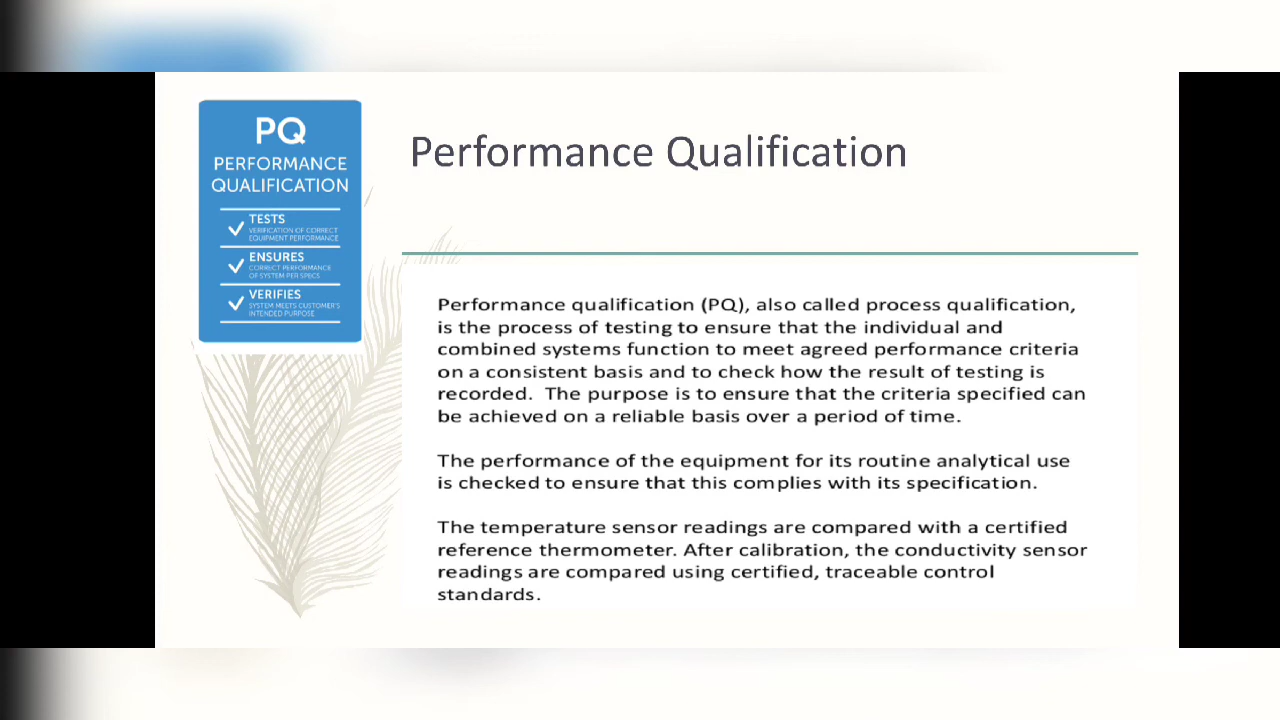 PQ
PERFORMANCE
QUALIFICATION
TESTS
VERIFICATION OF CORRECT
EQUIPMENT PERFORMANCE
ENSURES
CORRECT PERFORMANCE
OF SYSTEM PER SPECS
VERIFIES
SYSTEM MEETS CUSTOMER'S
INTENDED PURPOSE
Performance Qualification
Performance qualification (PQ), also called process qualification,
is the process of testing to ensure that the individual and
combined systems function to meet agreed performance criteria
on a consistent basis and to check how the result of testing is
recorded.  The purpose is to ensure that the criteria specified can
be achieved on a reliable basis over a period of time.
The performance of the equipment for its routine analytical use
is checked to ensure that this complies with its specification.
The temperature sensor readings are compared with a certified
reference thermometer. After calibration, the conductivity sensor
readings are compared using certified, traceable control
standards.